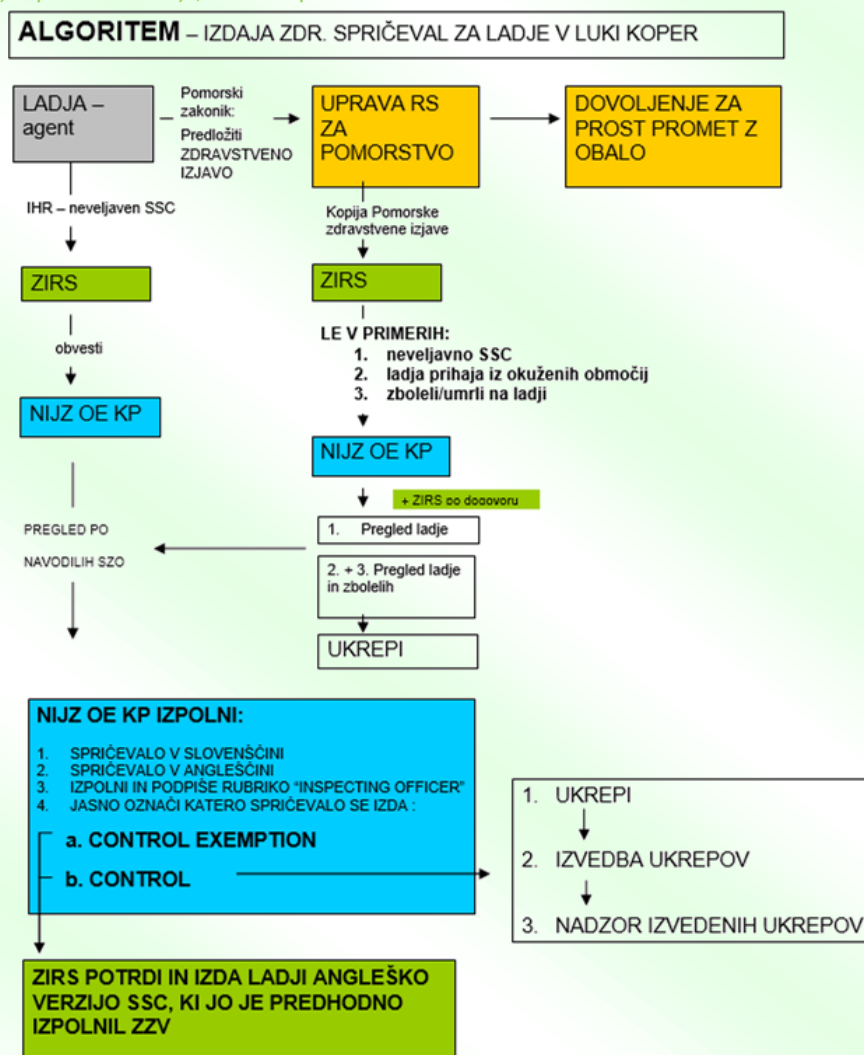 ALGORITEM – IZDAJA ZDR. SPRIČEVAL ZA LADJE V LUKI KOPER
LADJA –
agent
Pomorski
zakonik:
Predložiti
ZDRAVSTVENO
IZJAVO
UPRAVA RS
ZA
POMORSTVO
DOVOLJENJE ZA
PROST PROMET Z
OBALO
IHR – neveljaven SSC
Kopija Pomorske
zdravstvene izjave
ZIRS
ZIRS
obvesti
LE V PRIMERIH:
1. neveljavno SSC
2. ladja prihaja iz okuženih območij
3. zboleli/umrli na ladji
NIJZ OE KP
NIJZ OE KP
+ ZIRS po dogovoru
PREGLED PO
NAVODILIH SZO
1. Pregled ladje
2. + 3. Pregled ladje
in zbolelih
UKREPI
NIJZ OE KP IZPOLNI:
1. SPRIČEVALO V SLOVENŠČINI
2. SPRIČEVALO V ANGLEŠČINI
3. IZPOLNI IN PODPIŠE RUBRIKO “INSPECTING OFFICER”
4. JASNO OZNAČI KATERO SPRIČEVALO SE IZDA :
a. CONTROL EXEMPTION
b. CONTROL
1. UKREPI
2. IZVEDBA UKREPOV
3. NADZOR IZVEDENIH UKREPOV
ZIRS POTRDI IN IZDA LADJI ANGLEŠKO
VERZIJO SSC, KI JO JE PREDHODNO
IZPOLNIL ZZV